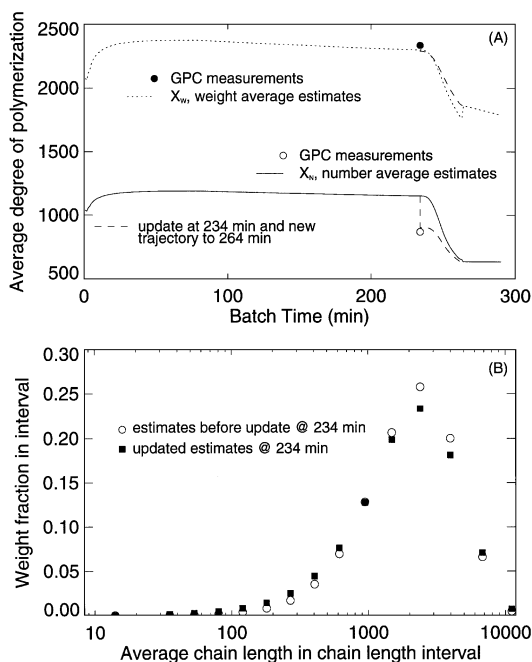 (A)
2500
2000
1500
1000
500
Average degree of polymerization
GPC measurements
Xw, weight average estimates
GPC measurements
XN, number average estimates
update at 234 min and new
trajectory to 264 min
0 100 200 300
Batch Time (min)
(B)
0.30
0.25
0.20
0.15
0.10
0.05
0.00
Weight fraction in interval
estimates before update @ 234 min
updated estimates @ 234 min
10 100 1000 10000
Average chain length in chain length interval